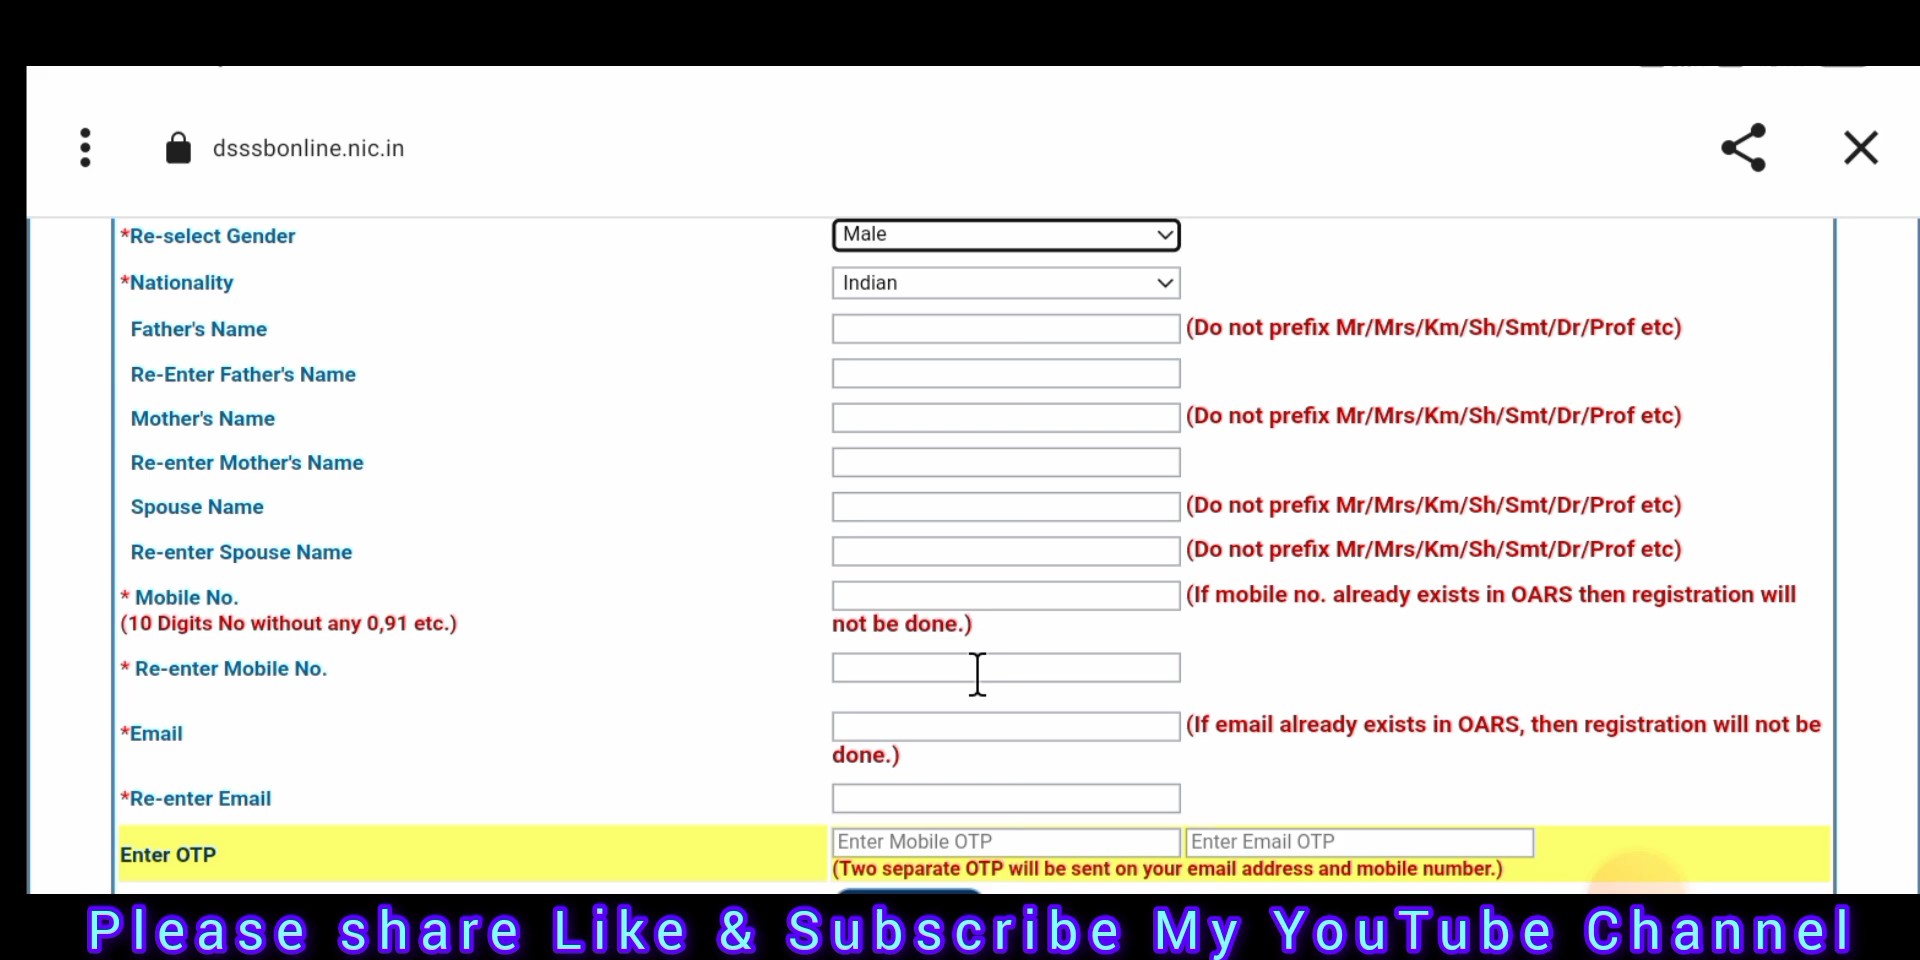 dsssbonline.nic.in
*Re-select Gender Male
*Nationality Indian
Father's Name (Do not prefix Mr/Mrs/Km/Sh/Smt/Dr/Prof etc)
Re-Enter Father's Name
Mother's Name (Do not prefix Mr/Mrs/Km/Sh/Smt/Dr/Prof etc)
Re-enter Mother's Name
Spouse Name (Do not prefix Mr/Mrs/Km/Sh/Smt/Dr/Prof etc)
Re-enter Spouse Name (Do not prefix Mr/Mrs/Km/Sh/Smt/Dr/Prof etc)
* Mobile No. (If mobile no. already exists in OARS then registration will
(10 Digits No without any 0,91 etc.) not be done.)
* Re-enter Mobile No.
*Email (If email already exists in OARS, then registration will not be
done.)
*Re-enter Email
Enter OTP Enter Mobile OTP Enter Email OTP
(Two separate OTP will be sent on your email address and mobile number.)
Please share Like & Subscribe My YouTube Channel